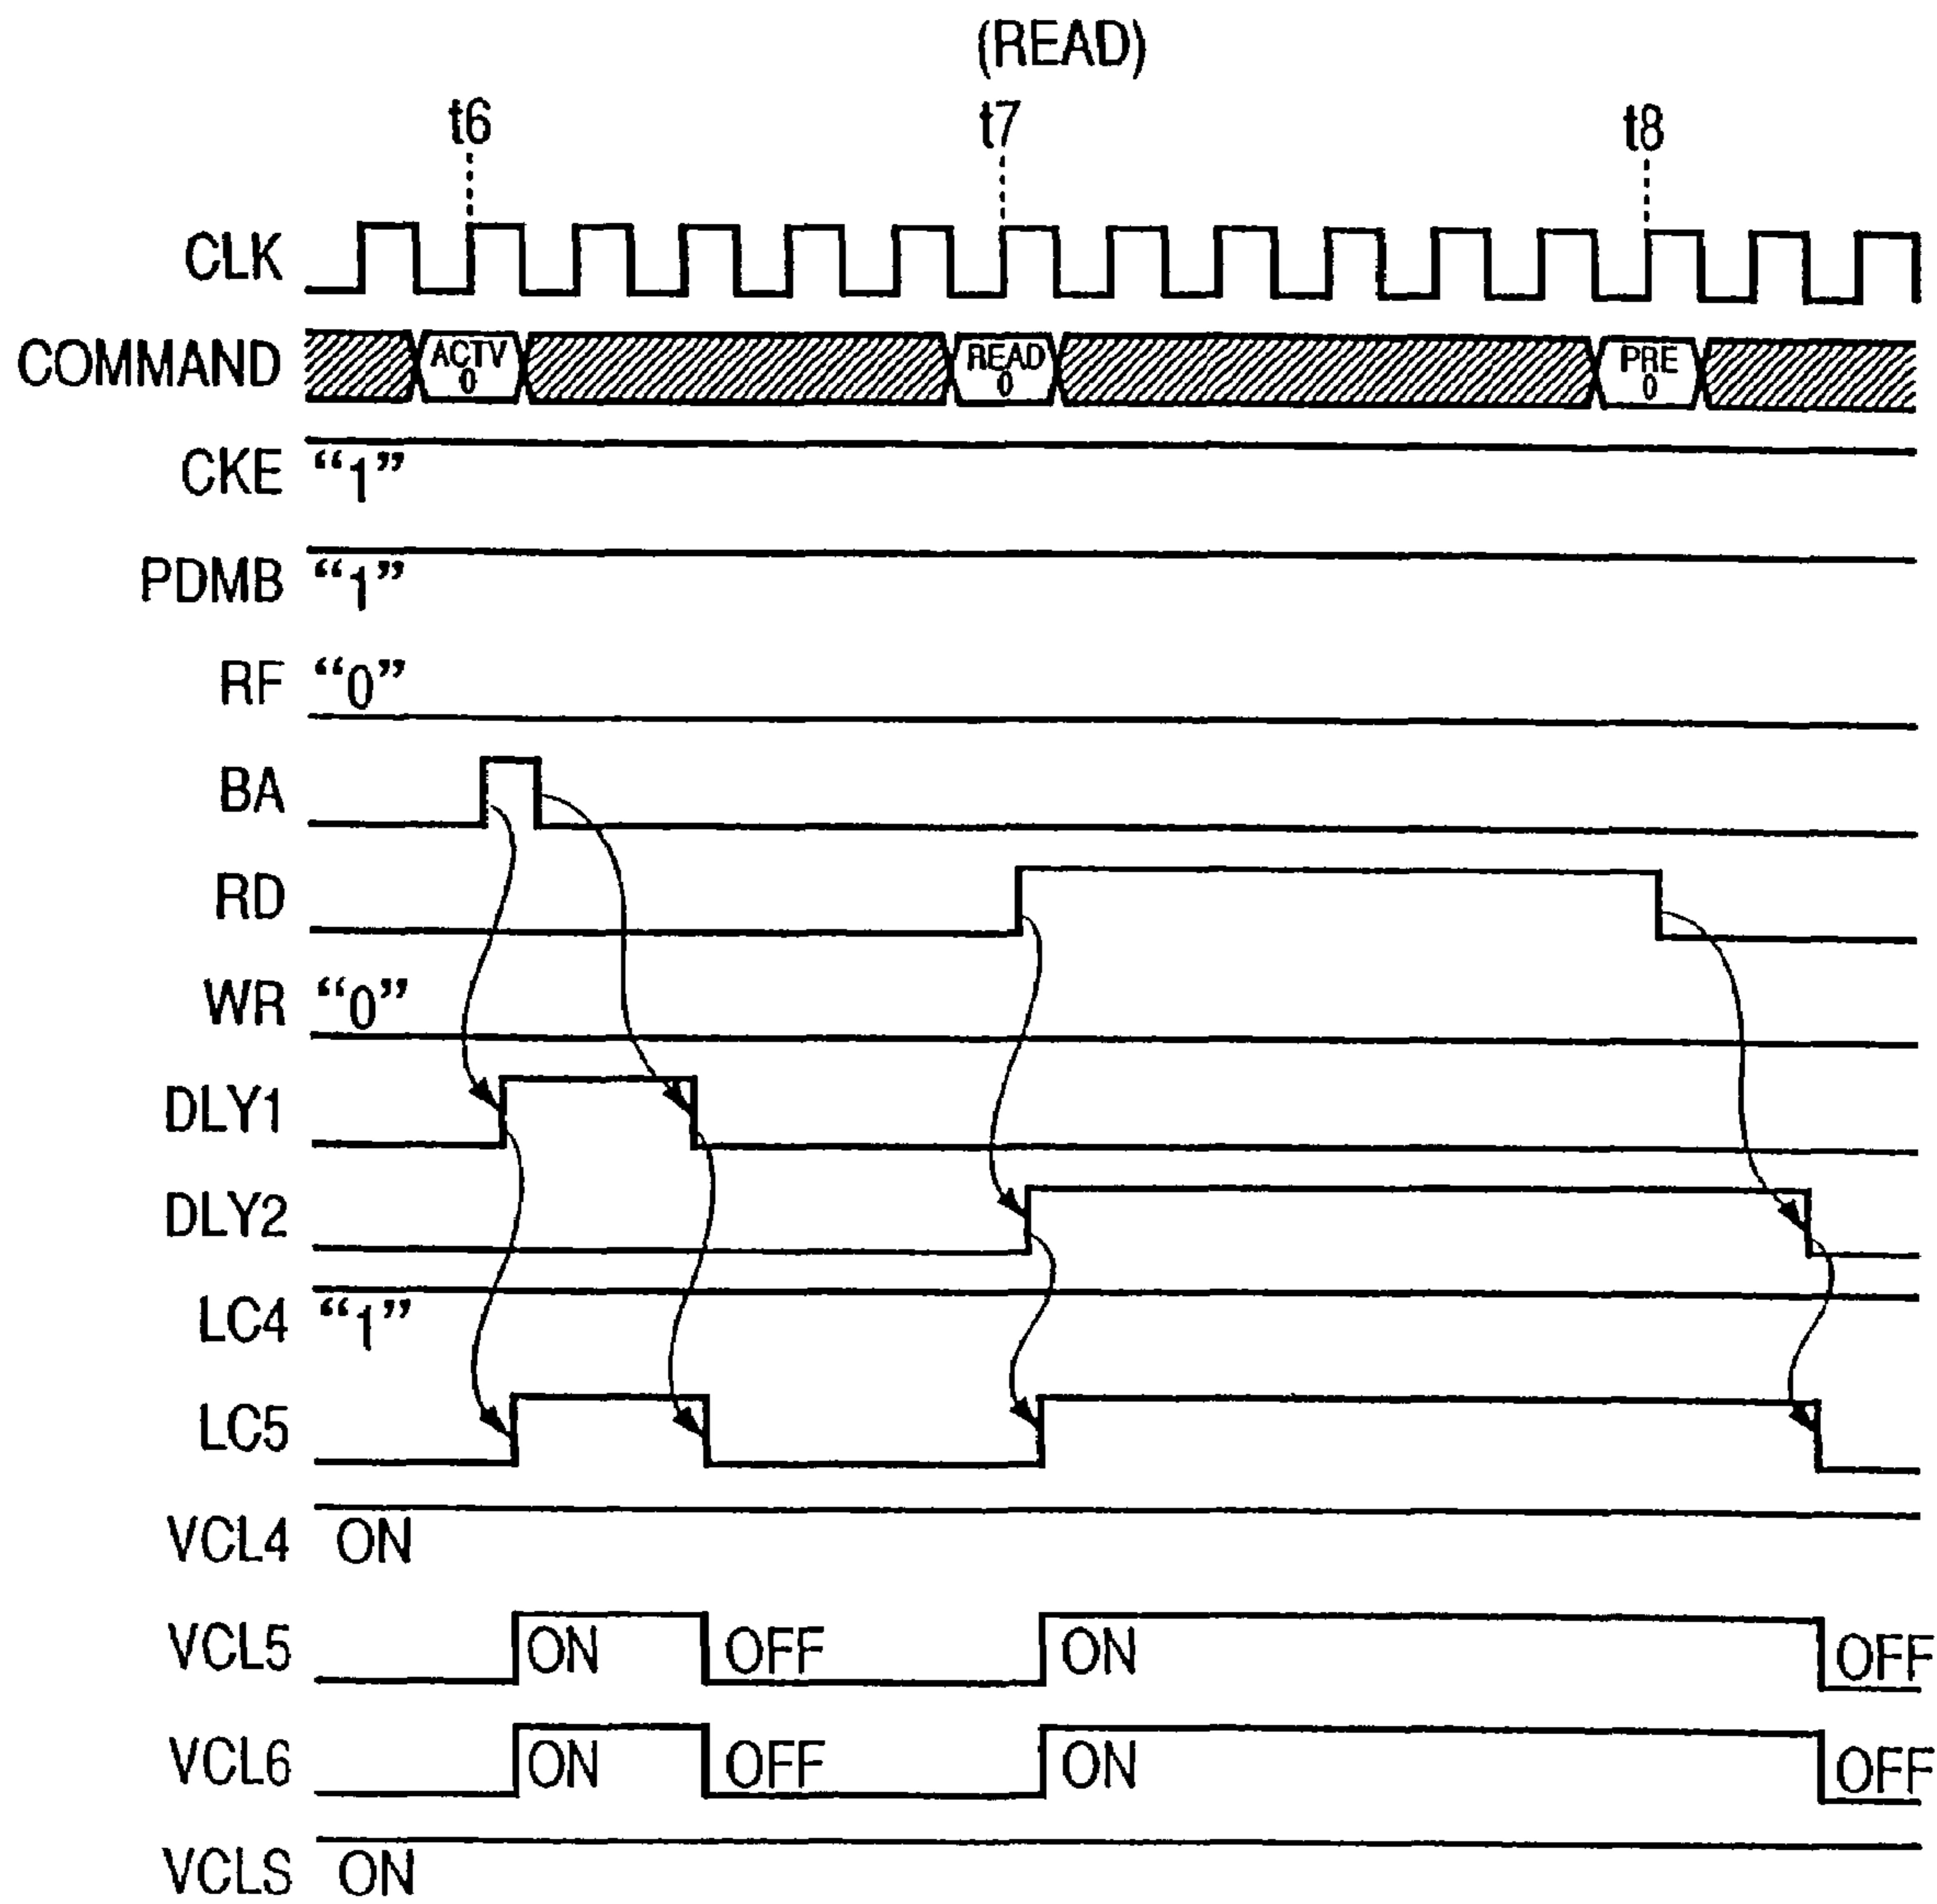 (READ)
t6 t7 t8
CLK
COMMAND ACTV 0 READ 0 PRE 0
CKE “1”
PDMB “1”
RF “0”
BA
RD
WR “0”
DLY1
DLY2
LC4 “1”
LC5
VCL4 ON
VCL5 ON OFF ON OFF
VCL6 ON OFF ON OFF
VCLS ON